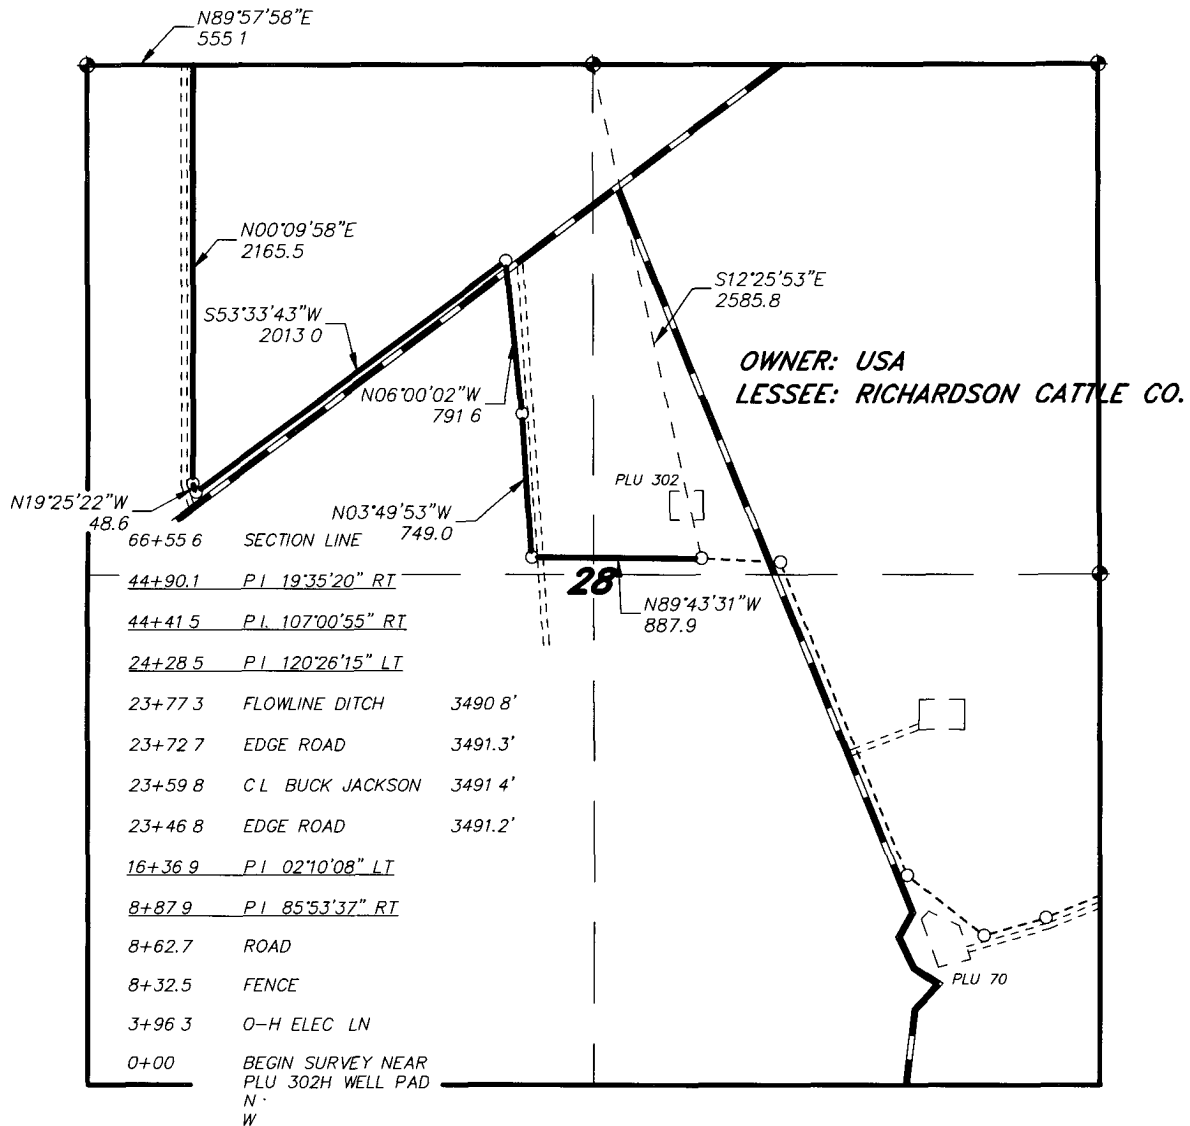 N89°57'58"E
555 1
N00°09'58"E
2165.5
S12°25'53"E
2585.8
S53°33'43"W
2013 0
OWNER: USA
LESSEE: RICHARDSON CATTLE CO.
N06°00'02"W
791 6
PLU 302
N19°25'22"W
48.6
N03°49'53"W
749.0
28
N89°43'31"W
887.9
66+55 6 SECTION LINE
44+90.1 P I 19°35'20" RT
44+41 5 P I. 107°00'55" RT
24+28 5 P I 120°26'15" LT
23+77 3 FLOWLINE DITCH 3490 8'
23+72 7 EDGE ROAD 3491.3'
23+59 8 C L BUCK JACKSON 3491 4'
23+46 8 EDGE ROAD 3491.2'
16+36 9 P I 02°10'08" LT
8+87 9 P I 85°53'37" RT
8+62.7 ROAD
8+32.5 FENCE
3+96 3 O-H ELEC LN
0+00 BEGIN SURVEY NEAR
PLU 302H WELL PAD
N
W
PLU 70